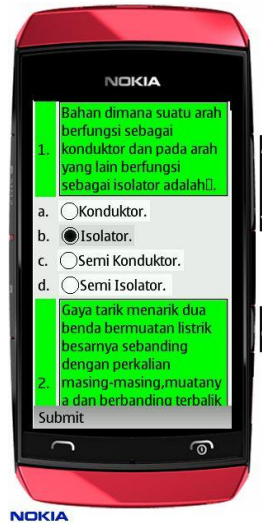 NOKIA
Bahan dimana suatu arah
berfungsi sebagai
1. konduktor dan pada arah
yang lain berfungsi
sebagai isolator adalah▯.
a. Konduktor.
b. Isolator.
c. Semi Konduktor.
d. Semi Isolator.
Gaya tarik menarik dua
benda bermuatan listrik
besarnya sebanding
dengan perkalian
2. masing-masing,muatany
a dan berbanding terbalik
Submit
NOKIA